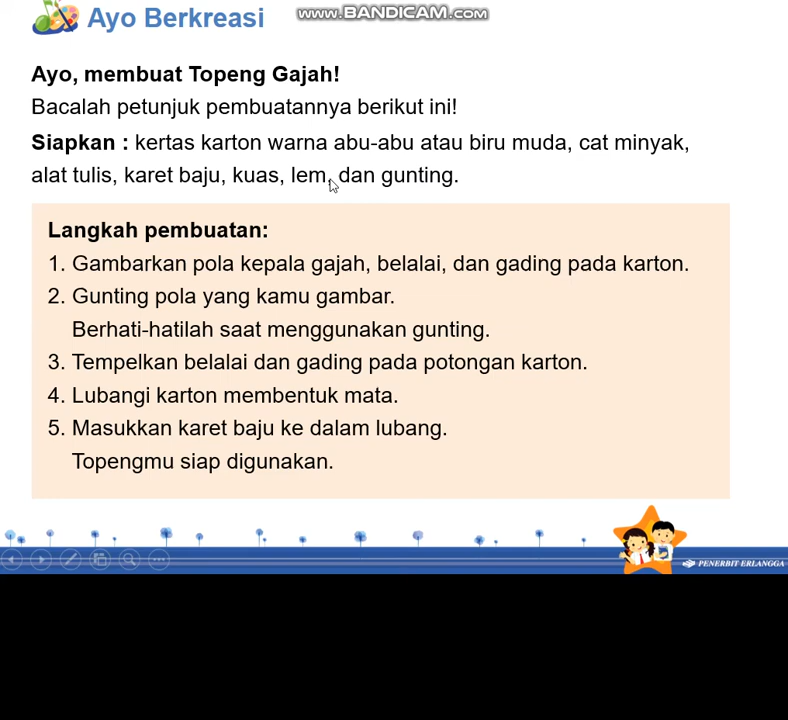 Ayo Berkreasi
www.BANDICAM.com
Ayo, membuat Topeng Gajah!
Bacalah petunjuk pembuatannya berikut ini!
Siapkan : kertas karton warna abu-abu atau biru muda, cat minyak,
alat tulis, karet baju, kuas, lem, dan gunting.
Langkah pembuatan:
1. Gambarkan pola kepala gajah, belalai, dan gading pada karton.
2. Gunting pola yang kamu gambar.
Berhati-hatilah saat menggunakan gunting.
3. Tempelkan belalai dan gading pada potongan karton.
4. Lubangi karton membentuk mata.
5. Masukkan karet baju ke dalam lubang.
Topengmu siap digunakan.
PENERBIT ERLANGGA